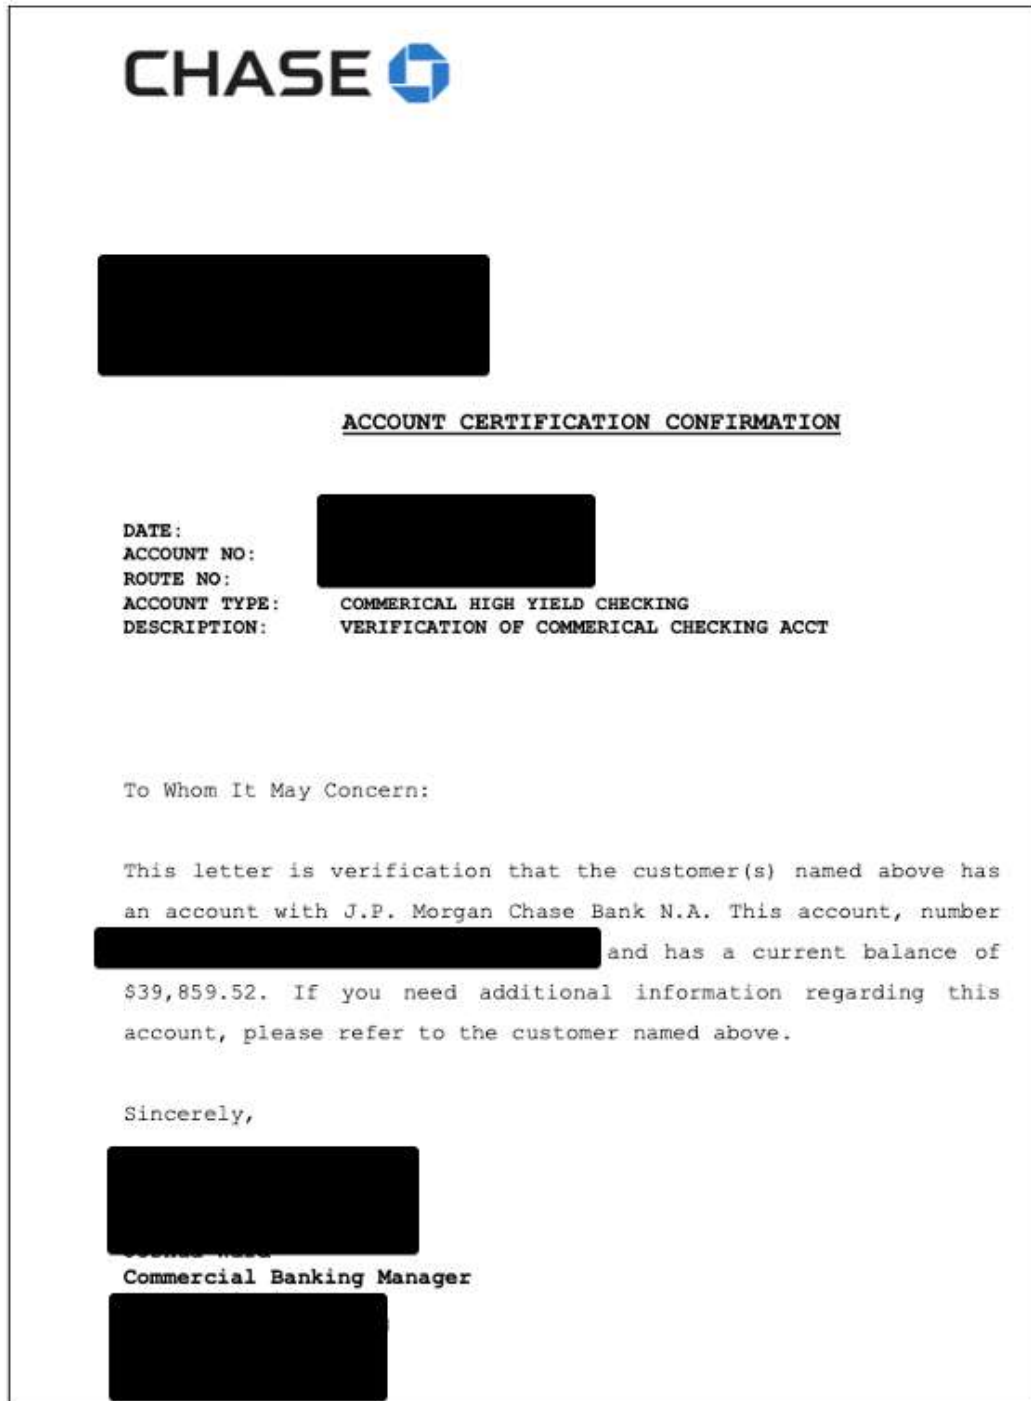 CHASE
ACCOUNT CERTIFICATION CONFIRMATION
DATE:
ACCOUNT NO:
ROUTE NO:
ACCOUNT TYPE: COMMERICAL HIGH YIELD CHECKING
DESCRIPTION: VERIFICATION OF COMMERICAL CHECKING ACCT
To Whom It May Concern:
This letter is verification that the customer(s) named above has
an account with J.P. Morgan Chase Bank N.A. This account, number
and has a current balance of
$39,859.52. If you need additional information regarding this
account, please refer to the customer named above.
Sincerely,
Commercial Banking Manager